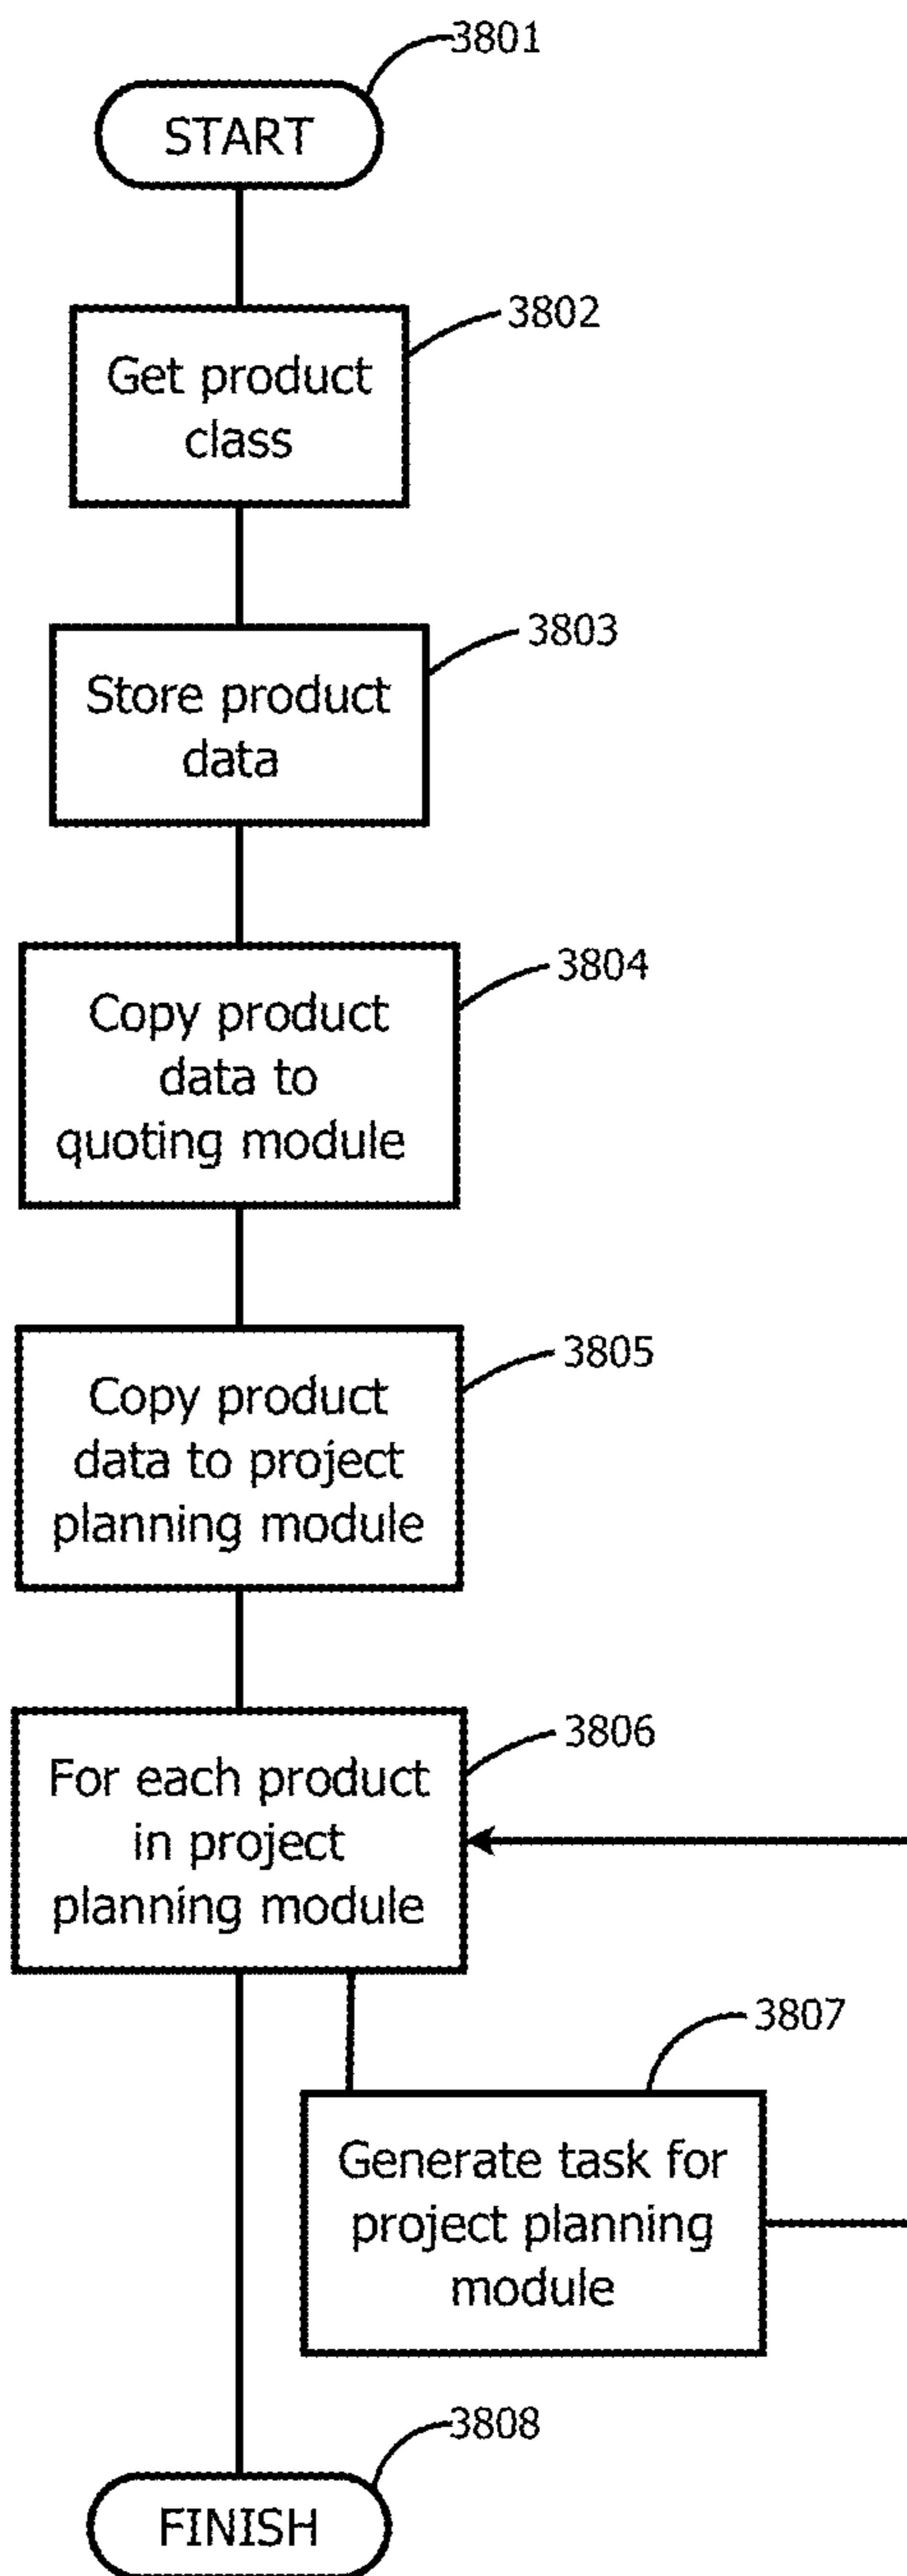 3801
START
3802
Get product
class
3803
Store product
data
3804
Copy product
data to
quoting module
3805
Copy product
data to project
planning module
3806
For each product
in project
planning module
3807
Generate task for
project planning
module
3808
FINISH